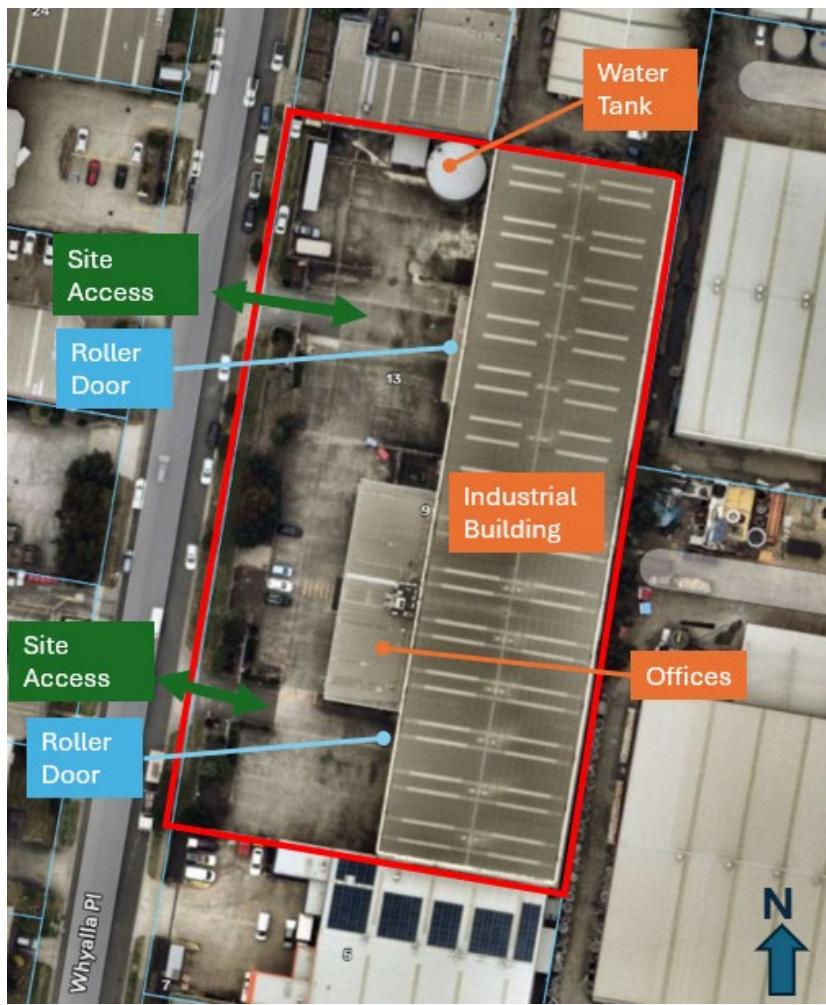 24
Water
Tank
Site
Access
Roller
Door
13
Industrial
Building
9
Site
Access
Offices
Roller
Door
N
Whyalla Pl
5
7